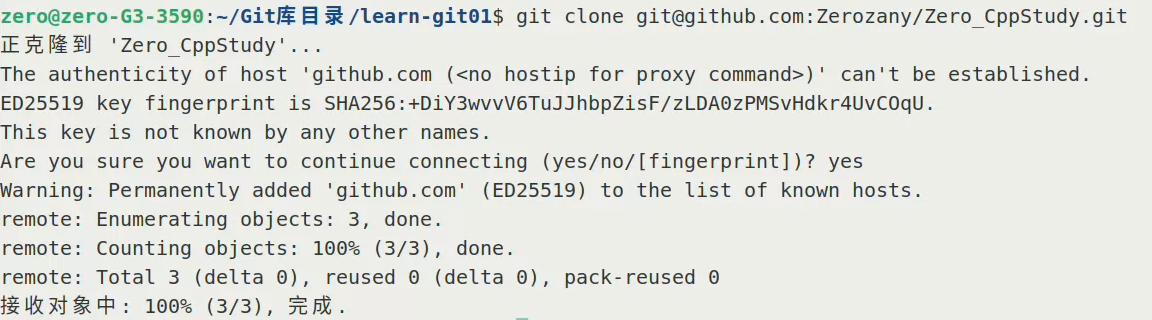 zero@zero-G3-3590:~/Git库目录/learn-git01$ git clone git@github.com:Zerozany/Zero_CppStudy.git
正克隆到 'Zero_CppStudy'...
The authenticity of host 'github.com (<no hostip for proxy command>)' can't be established.
ED25519 key fingerprint is SHA256:+DiY3wvvV6TuJJhbpZisF/zLDA0zPMSvHdkr4UvCOqU.
This key is not known by any other names.
Are you sure you want to continue connecting (yes/no/[fingerprint])? yes
Warning: Permanently added 'github.com' (ED25519) to the list of known hosts.
remote: Enumerating objects: 3, done.
remote: Counting objects: 100% (3/3), done.
remote: Total 3 (delta 0), reused 0 (delta 0), pack-reused 0
接收对象中: 100% (3/3), 完成.